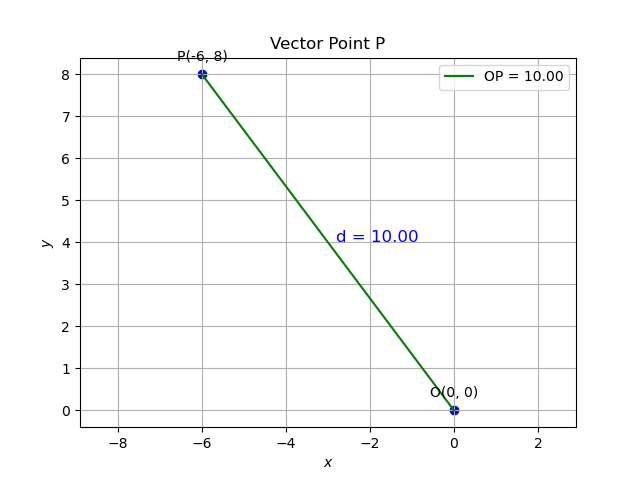 Vector Point P
P(-6, 8)
OP = 10.00
d = 10.00
O(0, 0)
8
7
6
5
4
3
2
1
0
y
−8
−6
−4
−2
0
2
x